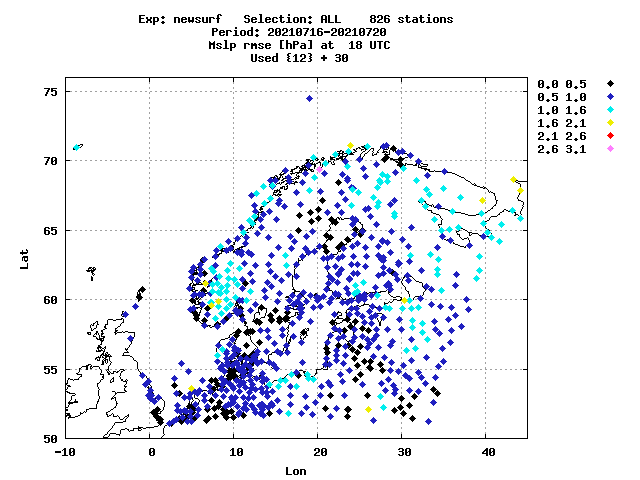 Exp: newsurf   Selection: ALL    826 stations
Period: 20210716-20210720
Mslp rmse [hPa] at  18 UTC
Used {12} + 30
0.0 0.5
0.5 1.0
1.0 1.6
1.6 2.1
2.1 2.6
2.6 3.1
75
70
65
60
55
50
Lat
-10 0 10 20 30 40
Lon